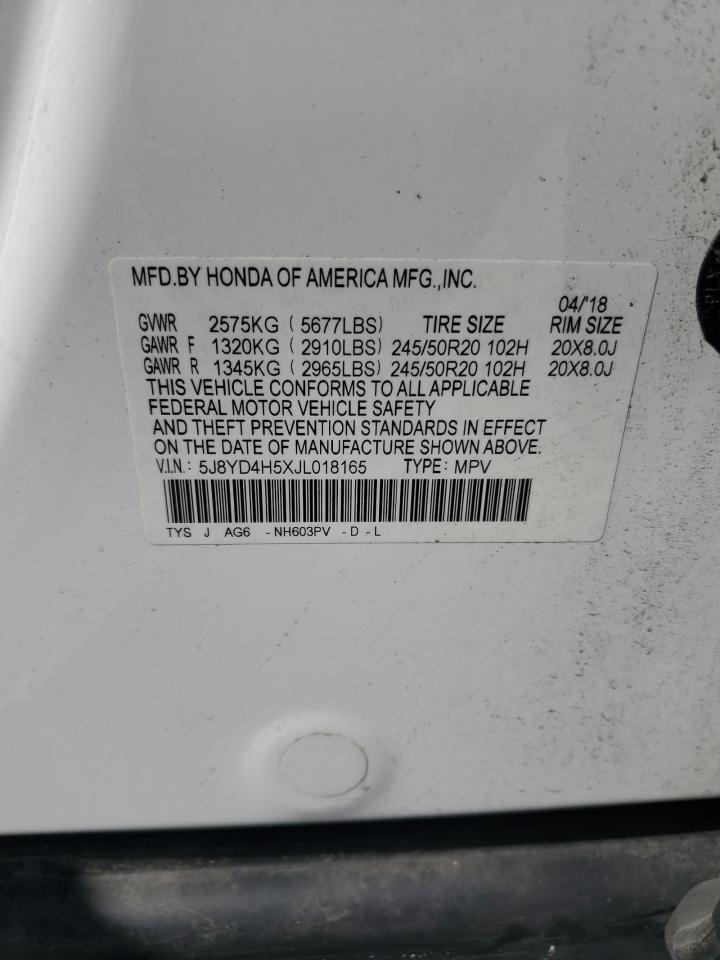 MFD.BY HONDA OF AMERICA MFG.,INC.
04/'18
GVWR 2575KG ( 5677LBS) TIRE SIZE RIM SIZE
GAWR F 1320KG ( 2910LBS) 245/50R20 102H 20X8.0J
GAWR R 1345KG ( 2965LBS) 245/50R20 102H 20X8.0J
THIS VEHICLE CONFORMS TO ALL APPLICABLE
FEDERAL MOTOR VEHICLE SAFETY
AND THEFT PREVENTION STANDARDS IN EFFECT
ON THE DATE OF MANUFACTURE SHOWN ABOVE.
V.I.N.: 5J8YD4H5XJL018165 TYPE: MPV
TYS J AG6 -NH603PV -D -L